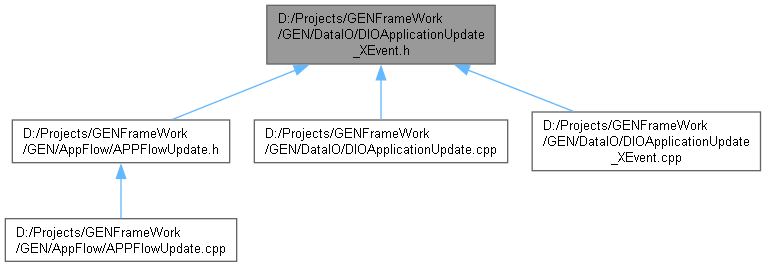 D:/Projects/GENFrameWork
/GEN/DataIO/DIOApplicationUpdate
_XEvent.h
D:/Projects/GENFrameWork
/GEN/AppFlow/APPFlowUpdate.h
D:/Projects/GENFrameWork
/GEN/DataIO/DIOApplicationUpdate.cpp
D:/Projects/GENFrameWork
/GEN/DataIO/DIOApplicationUpdate
_XEvent.cpp
D:/Projects/GENFrameWork
/GEN/AppFlow/APPFlowUpdate.cpp